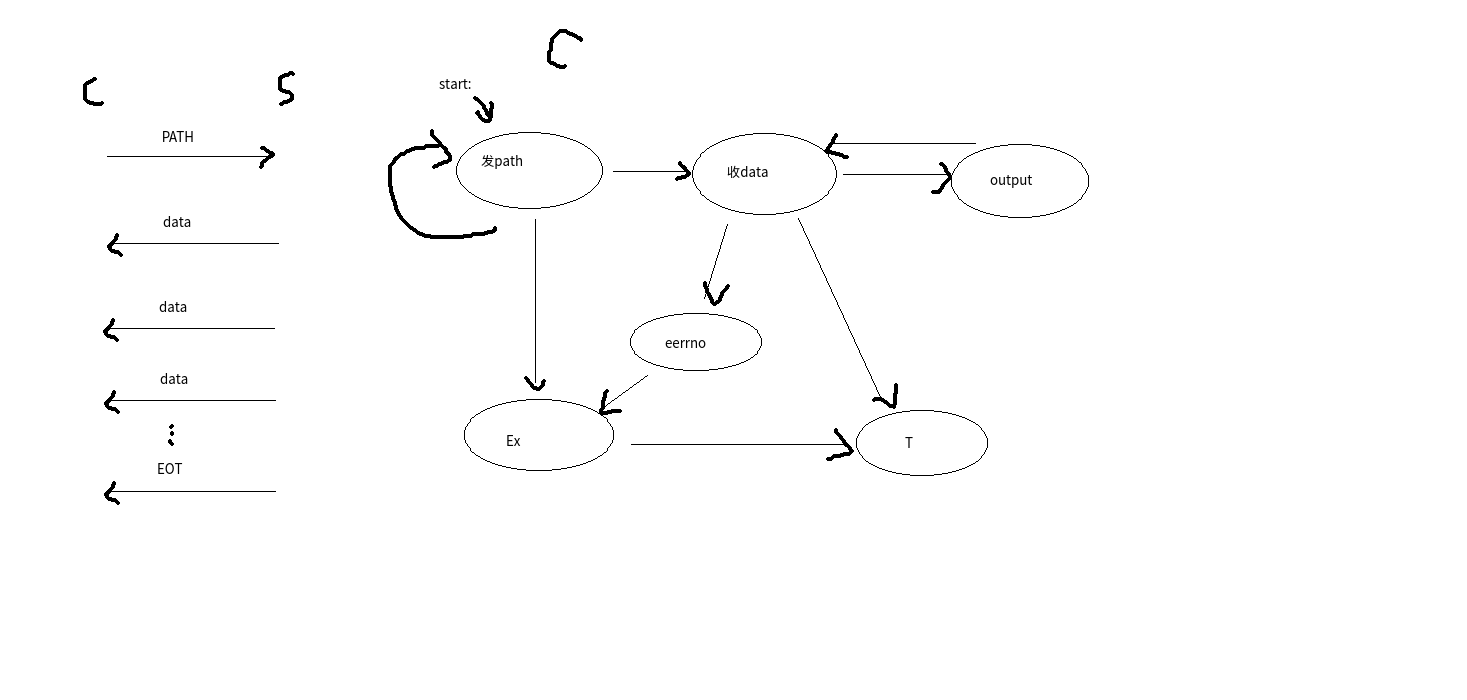 C
S
PATH
data
data
data
EOT
C
start:
发path
收data
output
eerrno
Ex
T